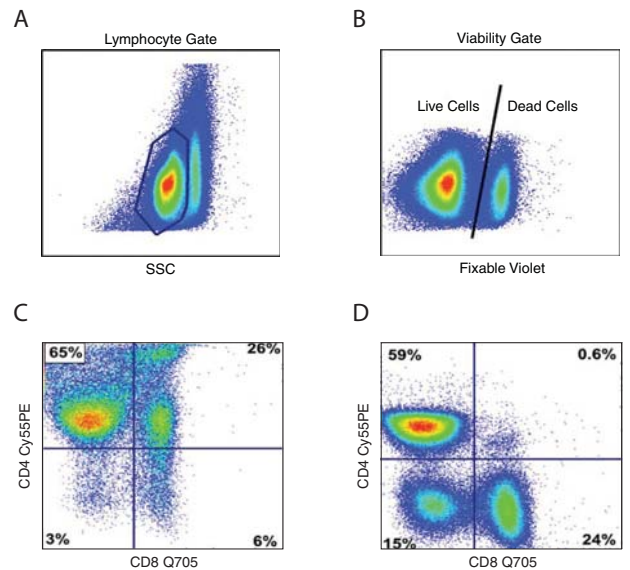 A
Lymphocyte Gate
SSC
B
Viability Gate
Live Cells
Dead Cells
Fixable Violet
C
65%
26%
3%
6%
CD4 Cy55PE
CD8 Q705
D
59%
0.6%
15%
24%
CD4 Cy55PE
CD8 Q705